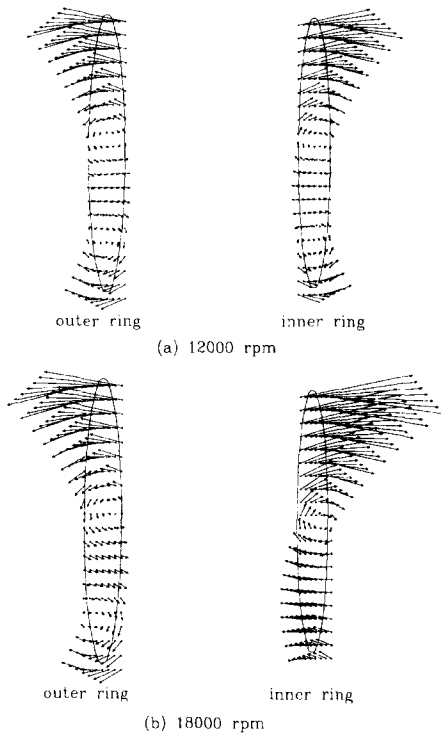 outer ring
inner ring
(a) 12000 rpm
outer ring
inner ring
(b) 18000 rpm